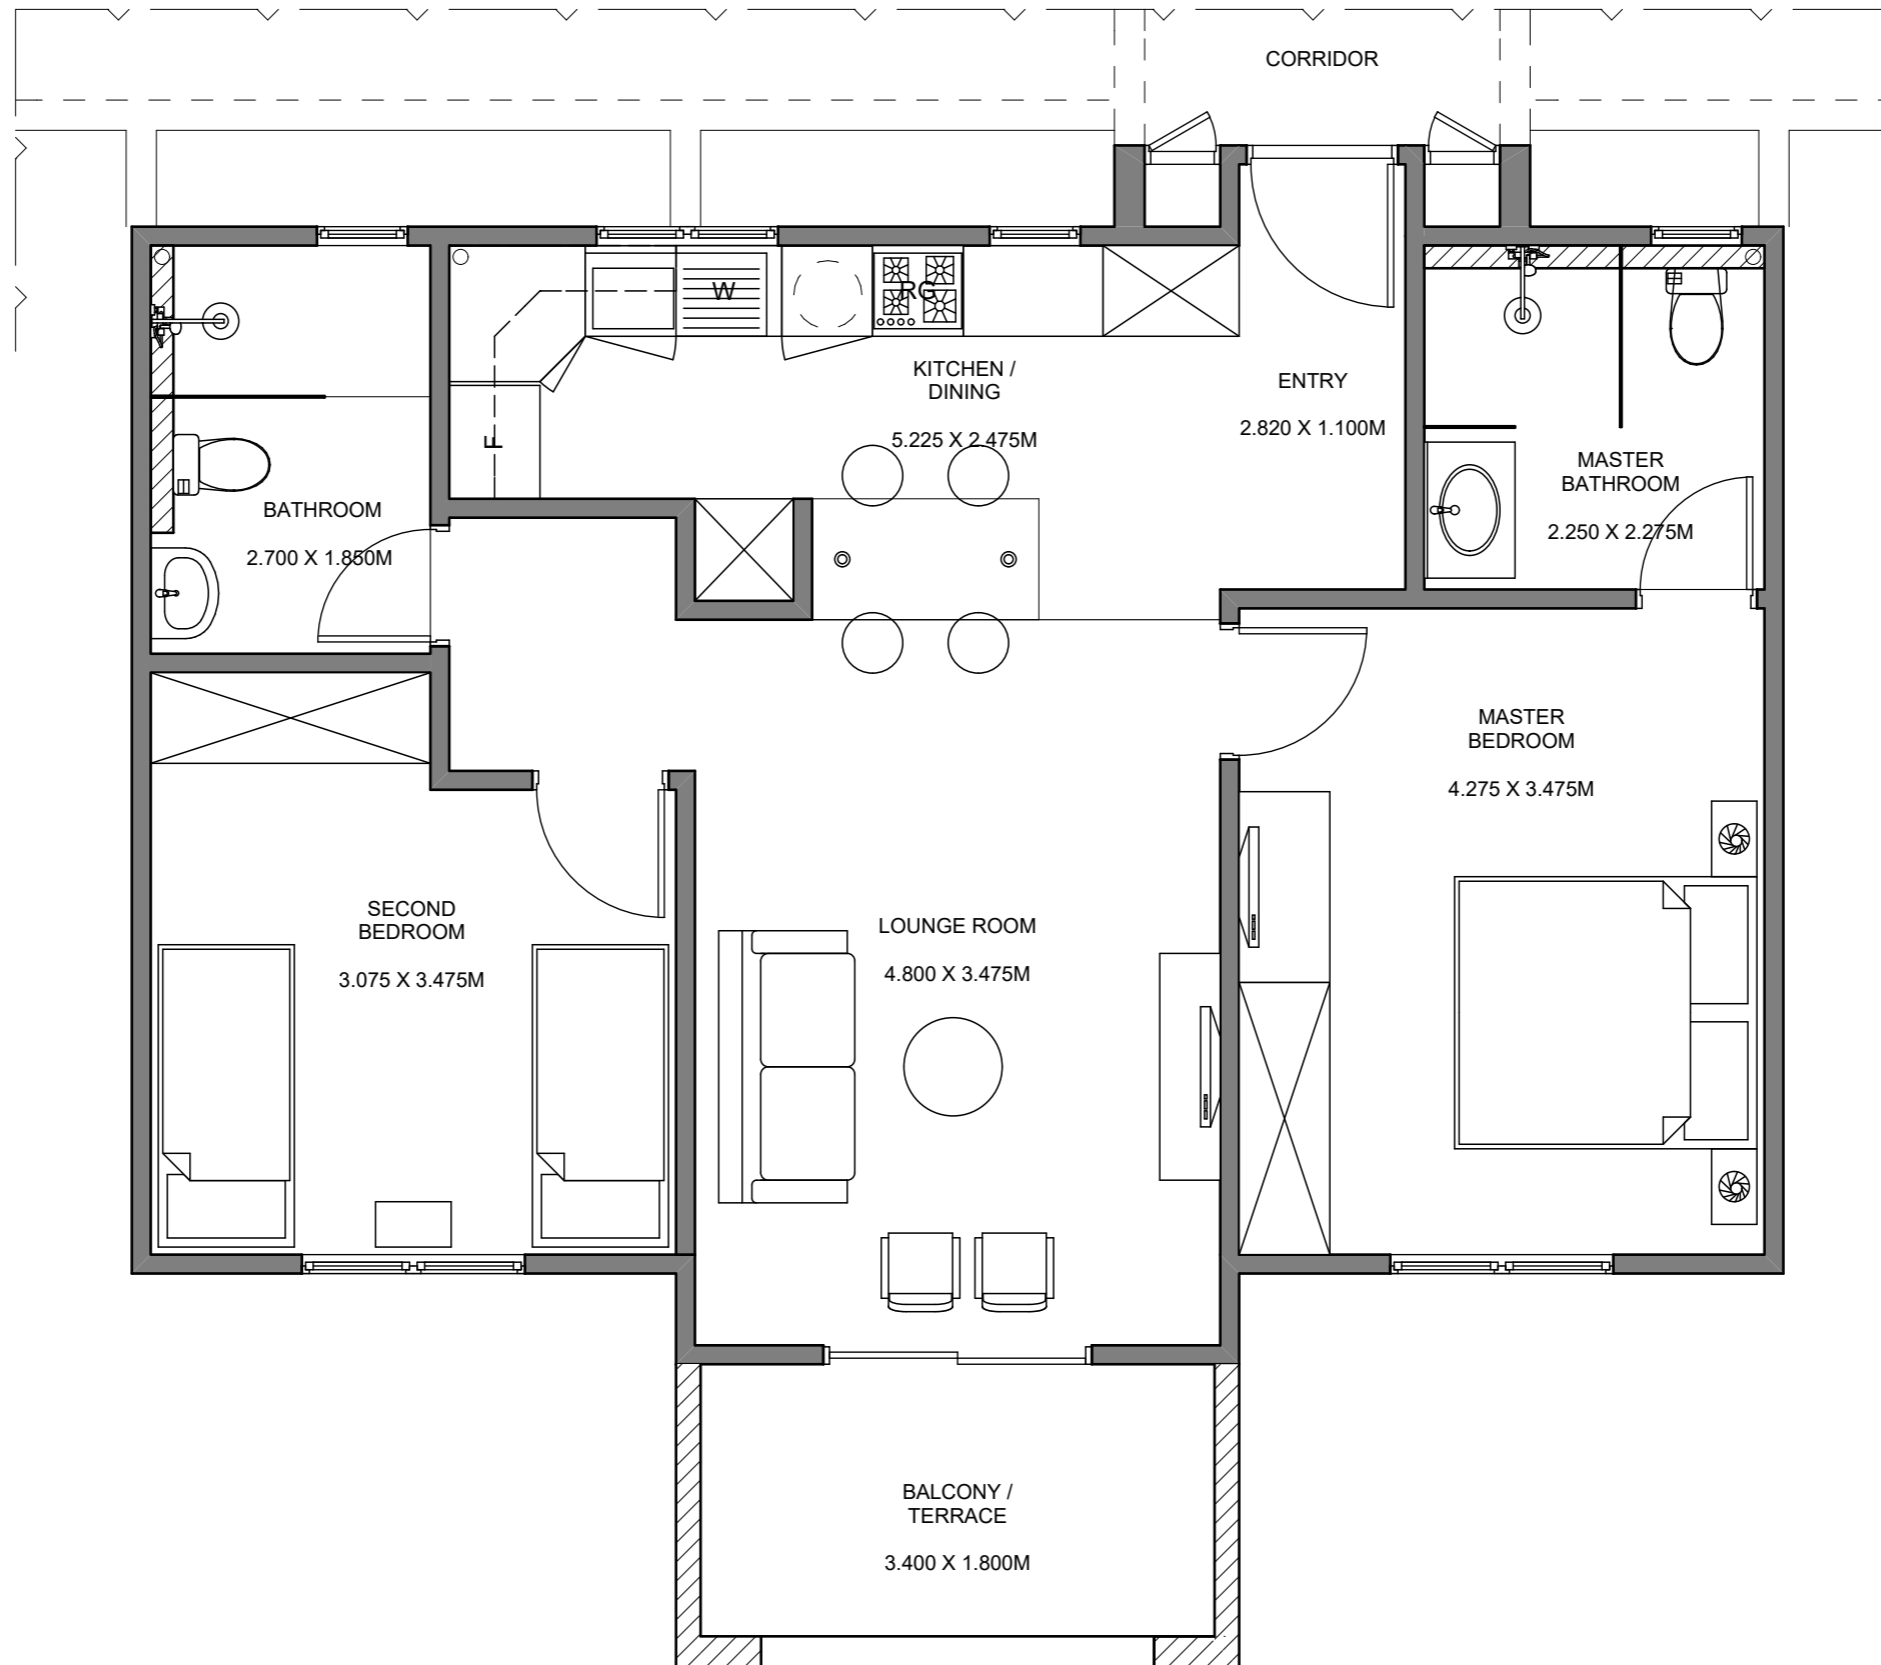 CORRIDOR
W
RG
KITCHEN /
DINING
5.225 X 2.475M
ENTRY
2.820 X 1.100M
F
MASTER
BATHROOM
2.250 X 2.275M
BATHROOM
2.700 X 1.850M
MASTER
BEDROOM
4.275 X 3.475M
SECOND
BEDROOM
3.075 X 3.475M
LOUNGE ROOM
4.800 X 3.475M
BALCONY /
TERRACE
3.400 X 1.800M